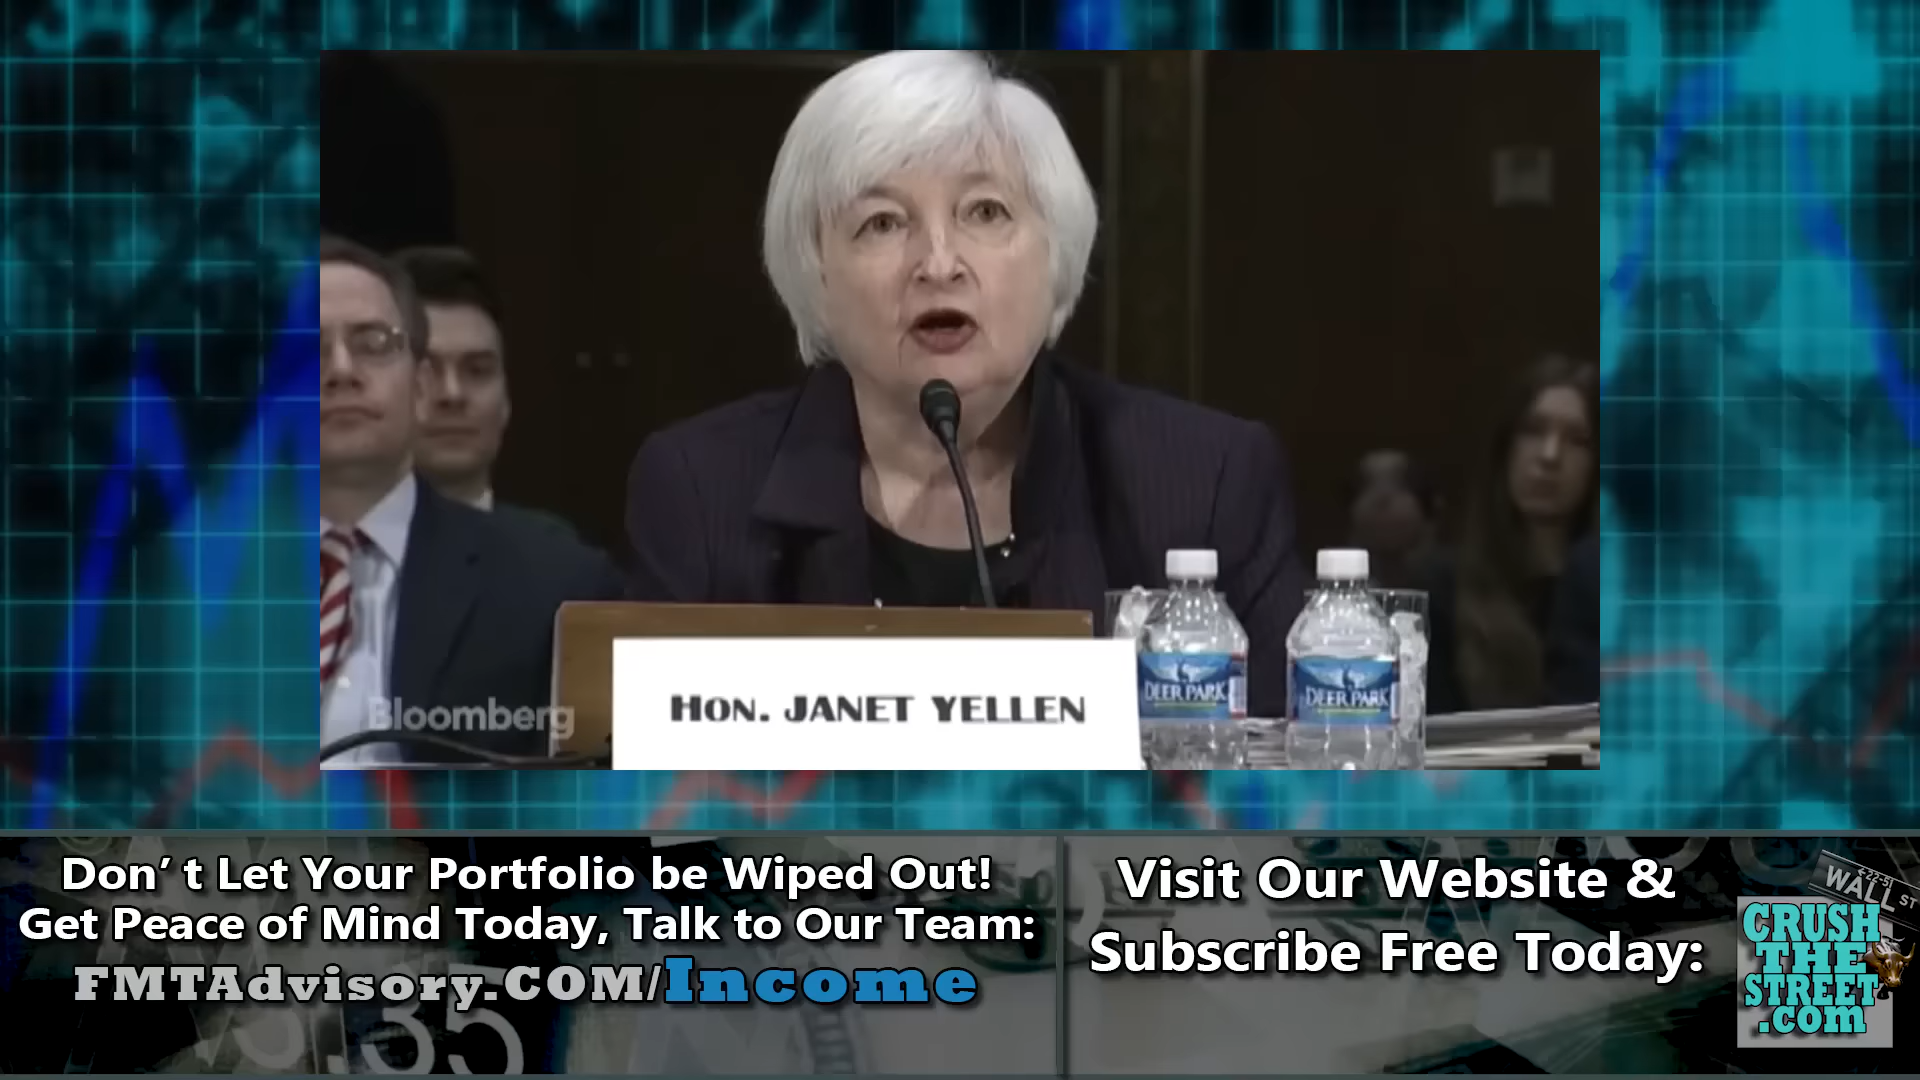 Bloomberg
HON. JANET YELLEN
DEER PARK
DEER PARK
Don't Let Your Portfolio be Wiped Out!
Get Peace of Mind Today, Talk to Our Team:
FMTAdvisory.COM/Income
Visit Our Website &
Subscribe Free Today:
←22-51
WALL ST
CRUSH
THE
STREET
.com